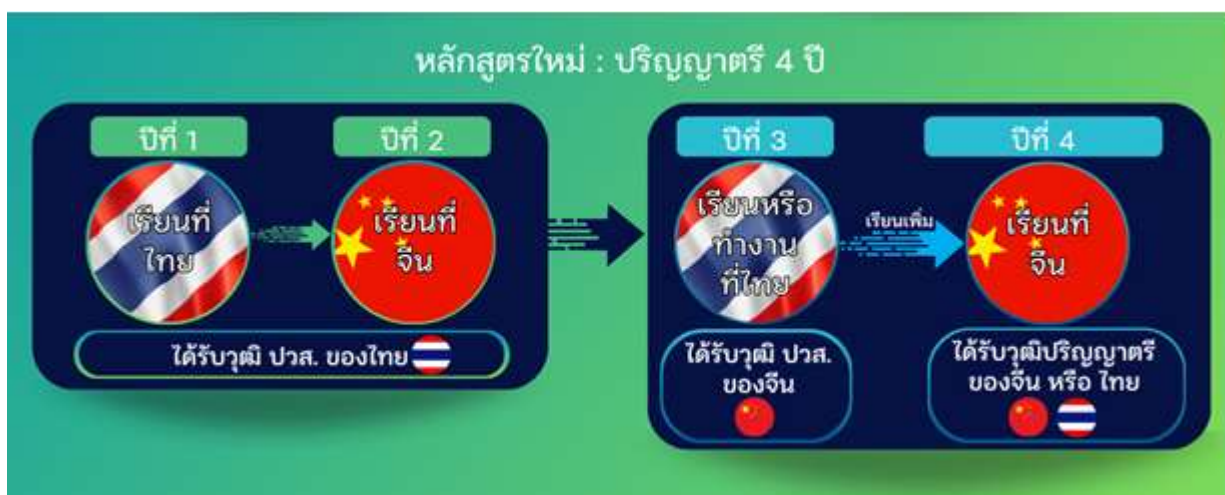 หลักสูตรใหม่ : ปริญญาตรี 4 ปี
ปีที่ 1
ปีที่ 2
เรียนที่
ไทย
เรียนที่
จีน
ได้รับวุฒิ ปวส. ของไทย
ปีที่ 3
ปีที่ 4
เรียนหรือ
ทำงาน
ที่ไทย
เรียนเพิ่ม
เรียนที่
จีน
ได้รับวุฒิ ปวส.
ของจีน
ได้รับวุฒิปริญญาตรี
ของจีน หรือ ไทย